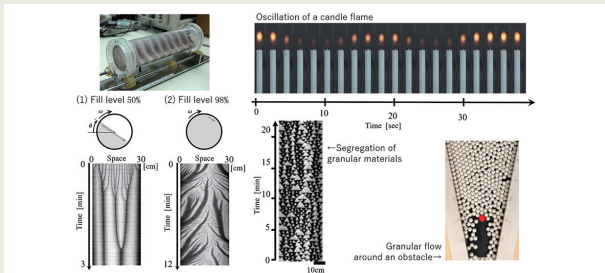 Oscillation of a candle flame
0 10 20 30
Time [sec]
(1) Fill level 50%
(2) Fill level 98%
ω
θ
ω
0 Space 30
[cm]
0 Space 30
[cm]
Time [min]
0
3
Time [min]
0
12
Time [min]
20
15
10
5
0
10cm
←Segregation of
granular materials
Granular flow
around an obstacle→